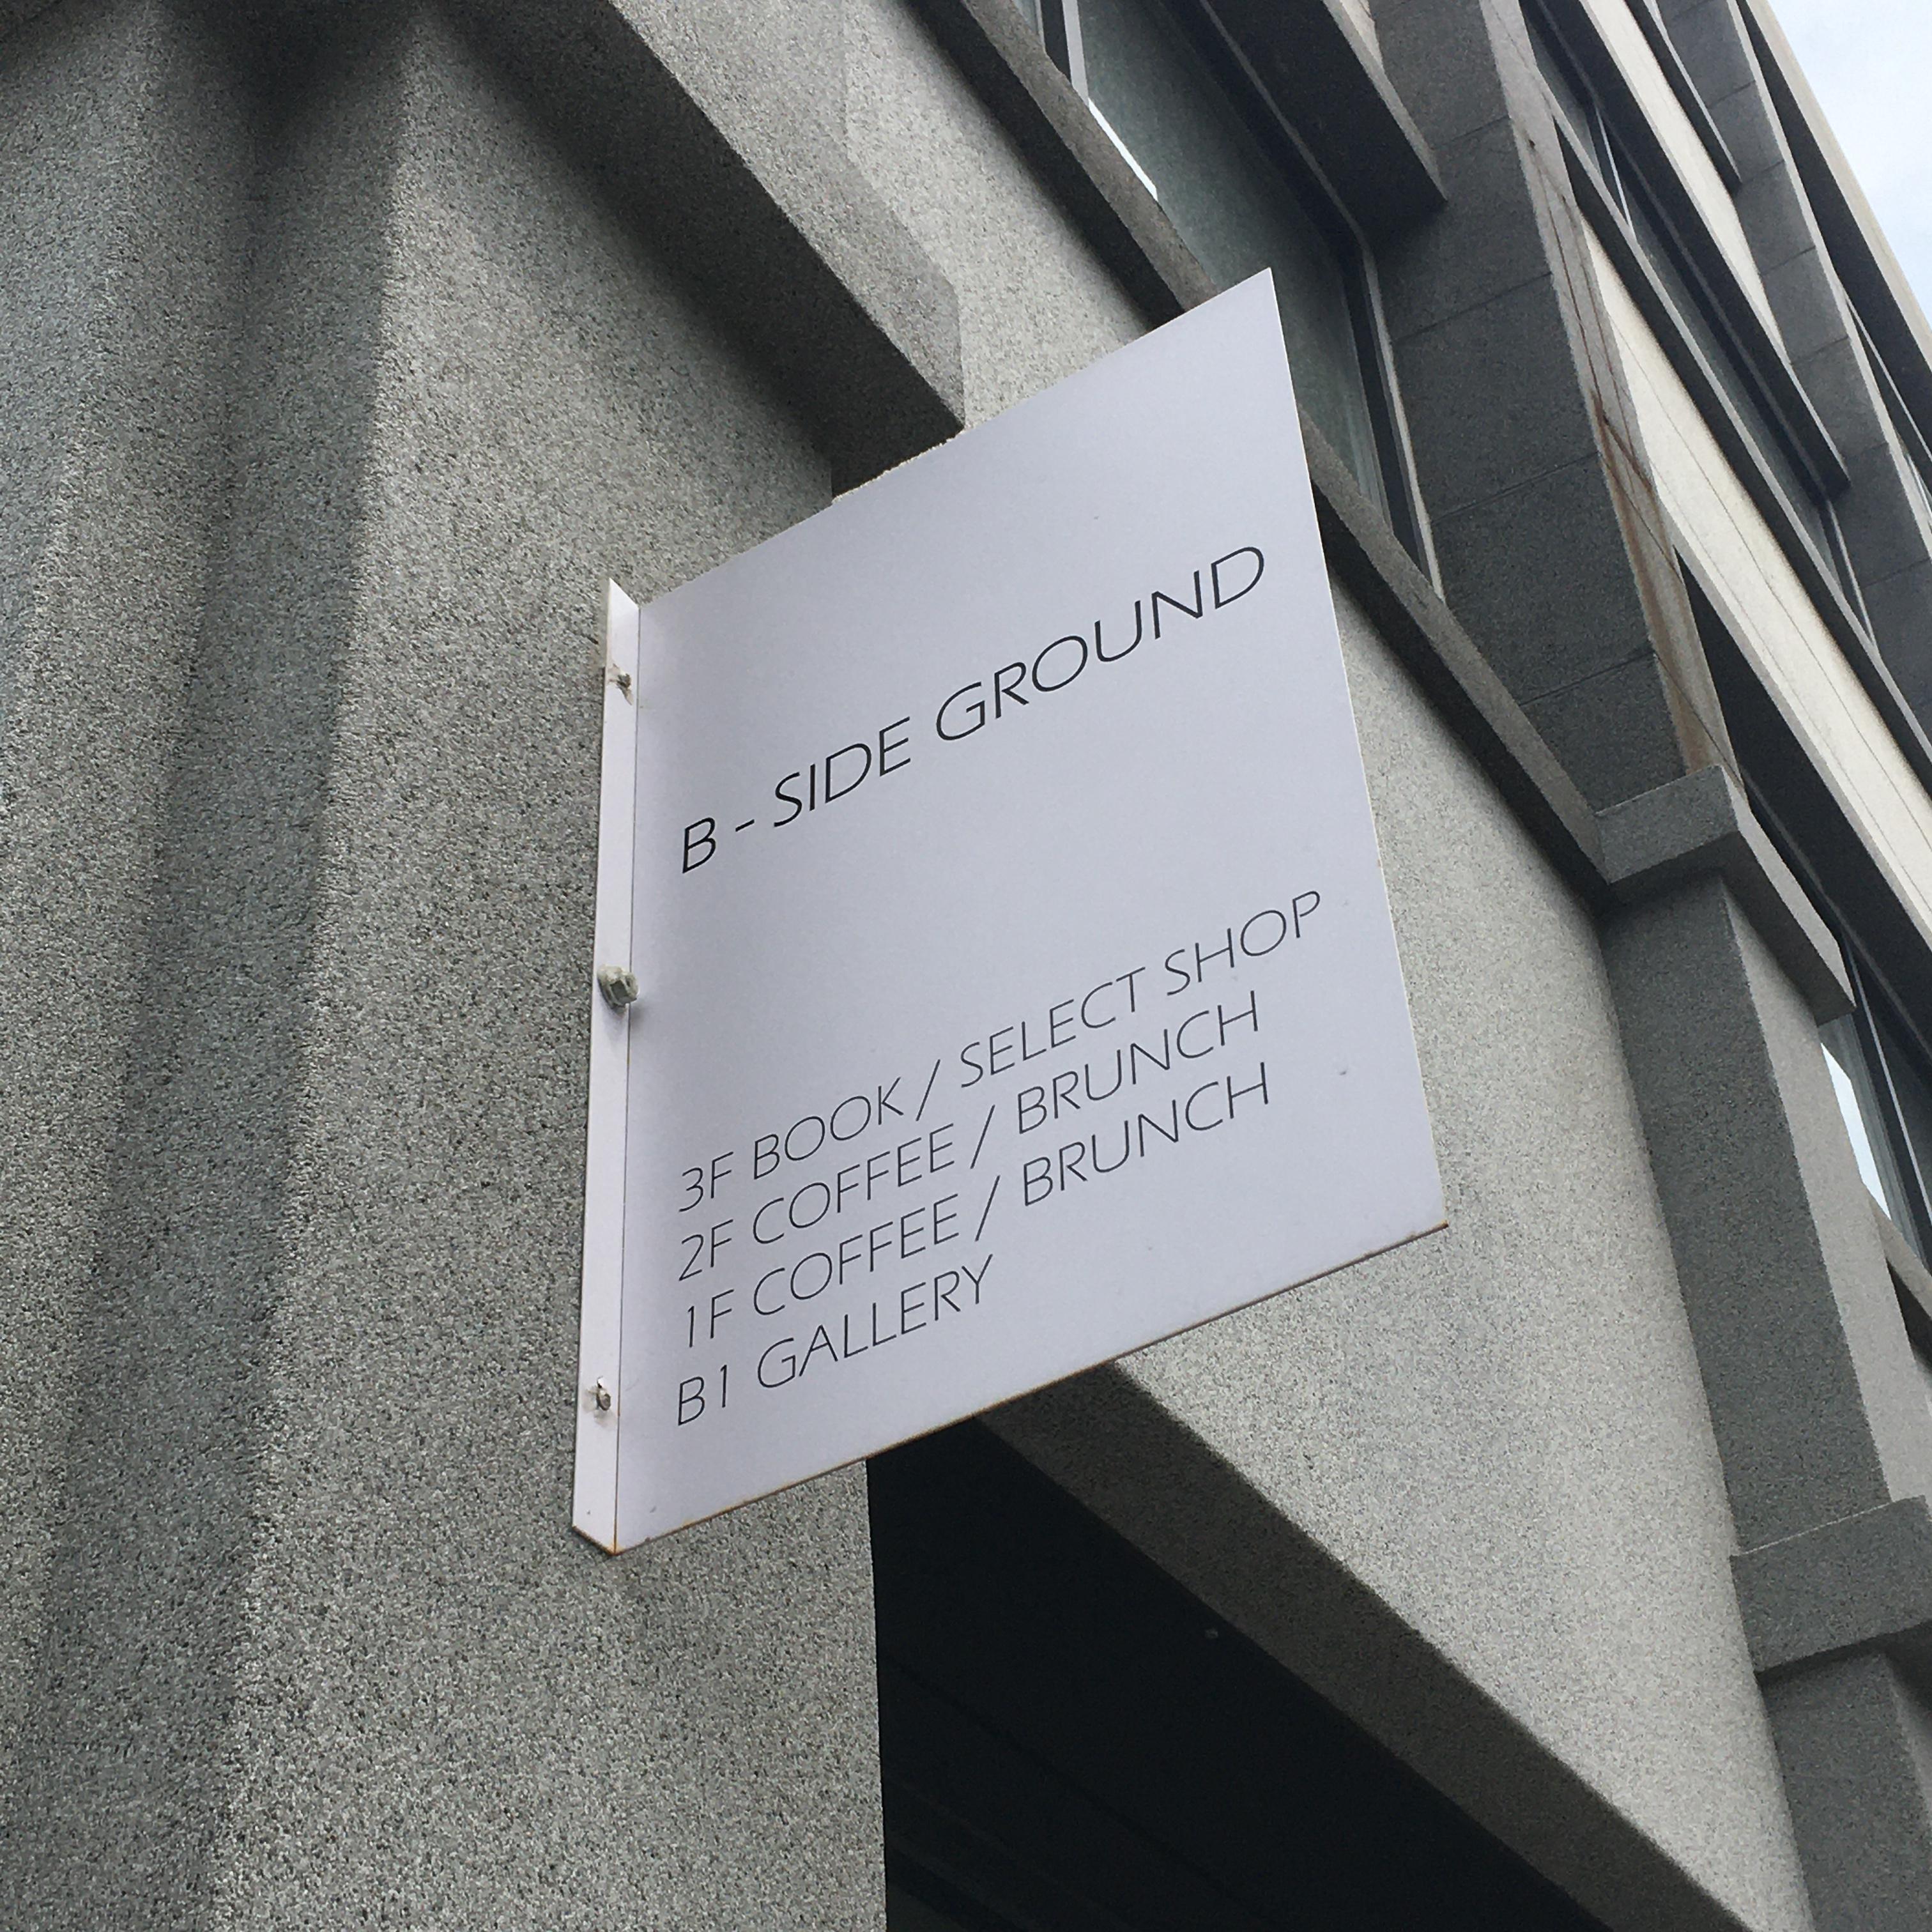 B - SIDE GROUND
3F BOOK / SELECT SHOP
2F COFFEE / BRUNCH
1F COFFEE / BRUNCH
B1 GALLERY